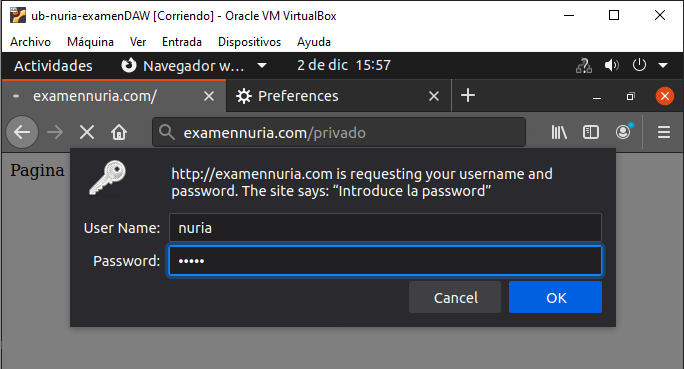 ub-nuria-examenDAW [Corriendo] - Oracle VM VirtualBox
Archivo Máquina Ver Entrada Dispositivos Ayuda
Actividades Navegador w... 2 de dic 15:57
examennuria.com/ Preferences
examennuria.com/privado
Pagina
http://examennuria.com is requesting your username and
password. The site says: “Introduce la password”
User Name: nuria
Password: •••••
Cancel OK